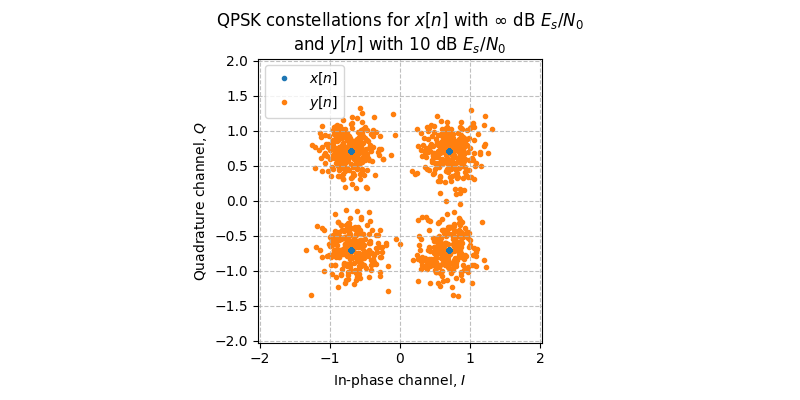 QPSK constellations for x[n] with ∞ dB Es/N0
and y[n] with 10 dB Es/N0
x[n]
y[n]
2.0
1.5
1.0
0.5
0.0
−0.5
−1.0
−1.5
−2.0
Quadrature channel, Q
−2
−1
0
1
2
In-phase channel, I